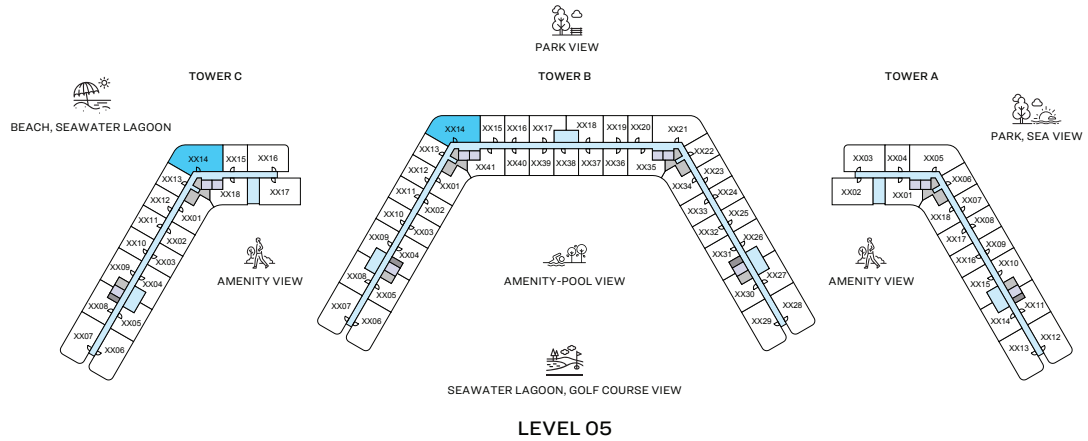 PARK VIEW
TOWER C
TOWER B
TOWER A
BEACH, SEAWATER LAGOON
PARK, SEA VIEW
XX14
XX15
XX16
XX13
XX12
XX11
XX10
XX09
XX08
XX07
XX06
XX05
XX04
XX03
XX02
XX01
XX18
XX17
XX14
XX15
XX16
XX17
XX18
XX19
XX20
XX21
XX13
XX12
XX11
XX10
XX09
XX08
XX07
XX06
XX05
XX04
XX03
XX02
XX01
XX41
XX40
XX39
XX38
XX37
XX36
XX35
XX34
XX33
XX32
XX31
XX30
XX29
XX22
XX23
XX24
XX25
XX26
XX27
XX28
XX03
XX04
XX05
XX02
XX01
XX06
XX07
XX08
XX09
XX10
XX11
XX12
XX18
XX17
XX16
XX15
XX14
XX13
AMENITY VIEW
AMENITY-POOL VIEW
AMENITY VIEW
SEAWATER LAGOON, GOLF COURSE VIEW
LEVEL 05